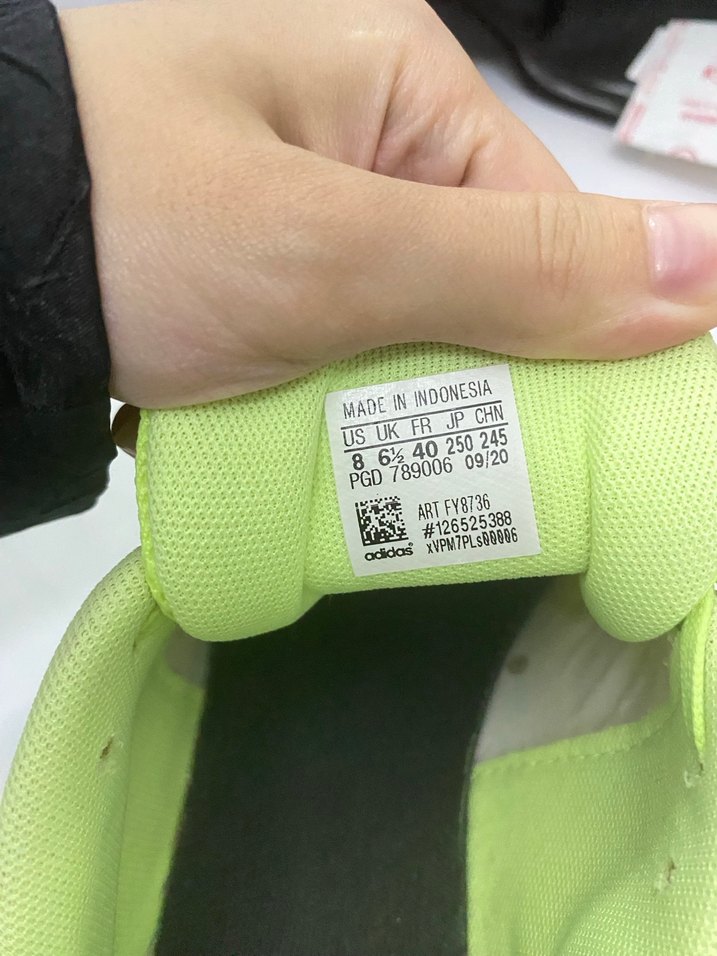 MADE IN INDONESIA
US UK FR JP CHN
8 6½ 40 250 245
PGD 789006 09/20
ART FY8736
#126525388
xVPM7PLs00006
adidas